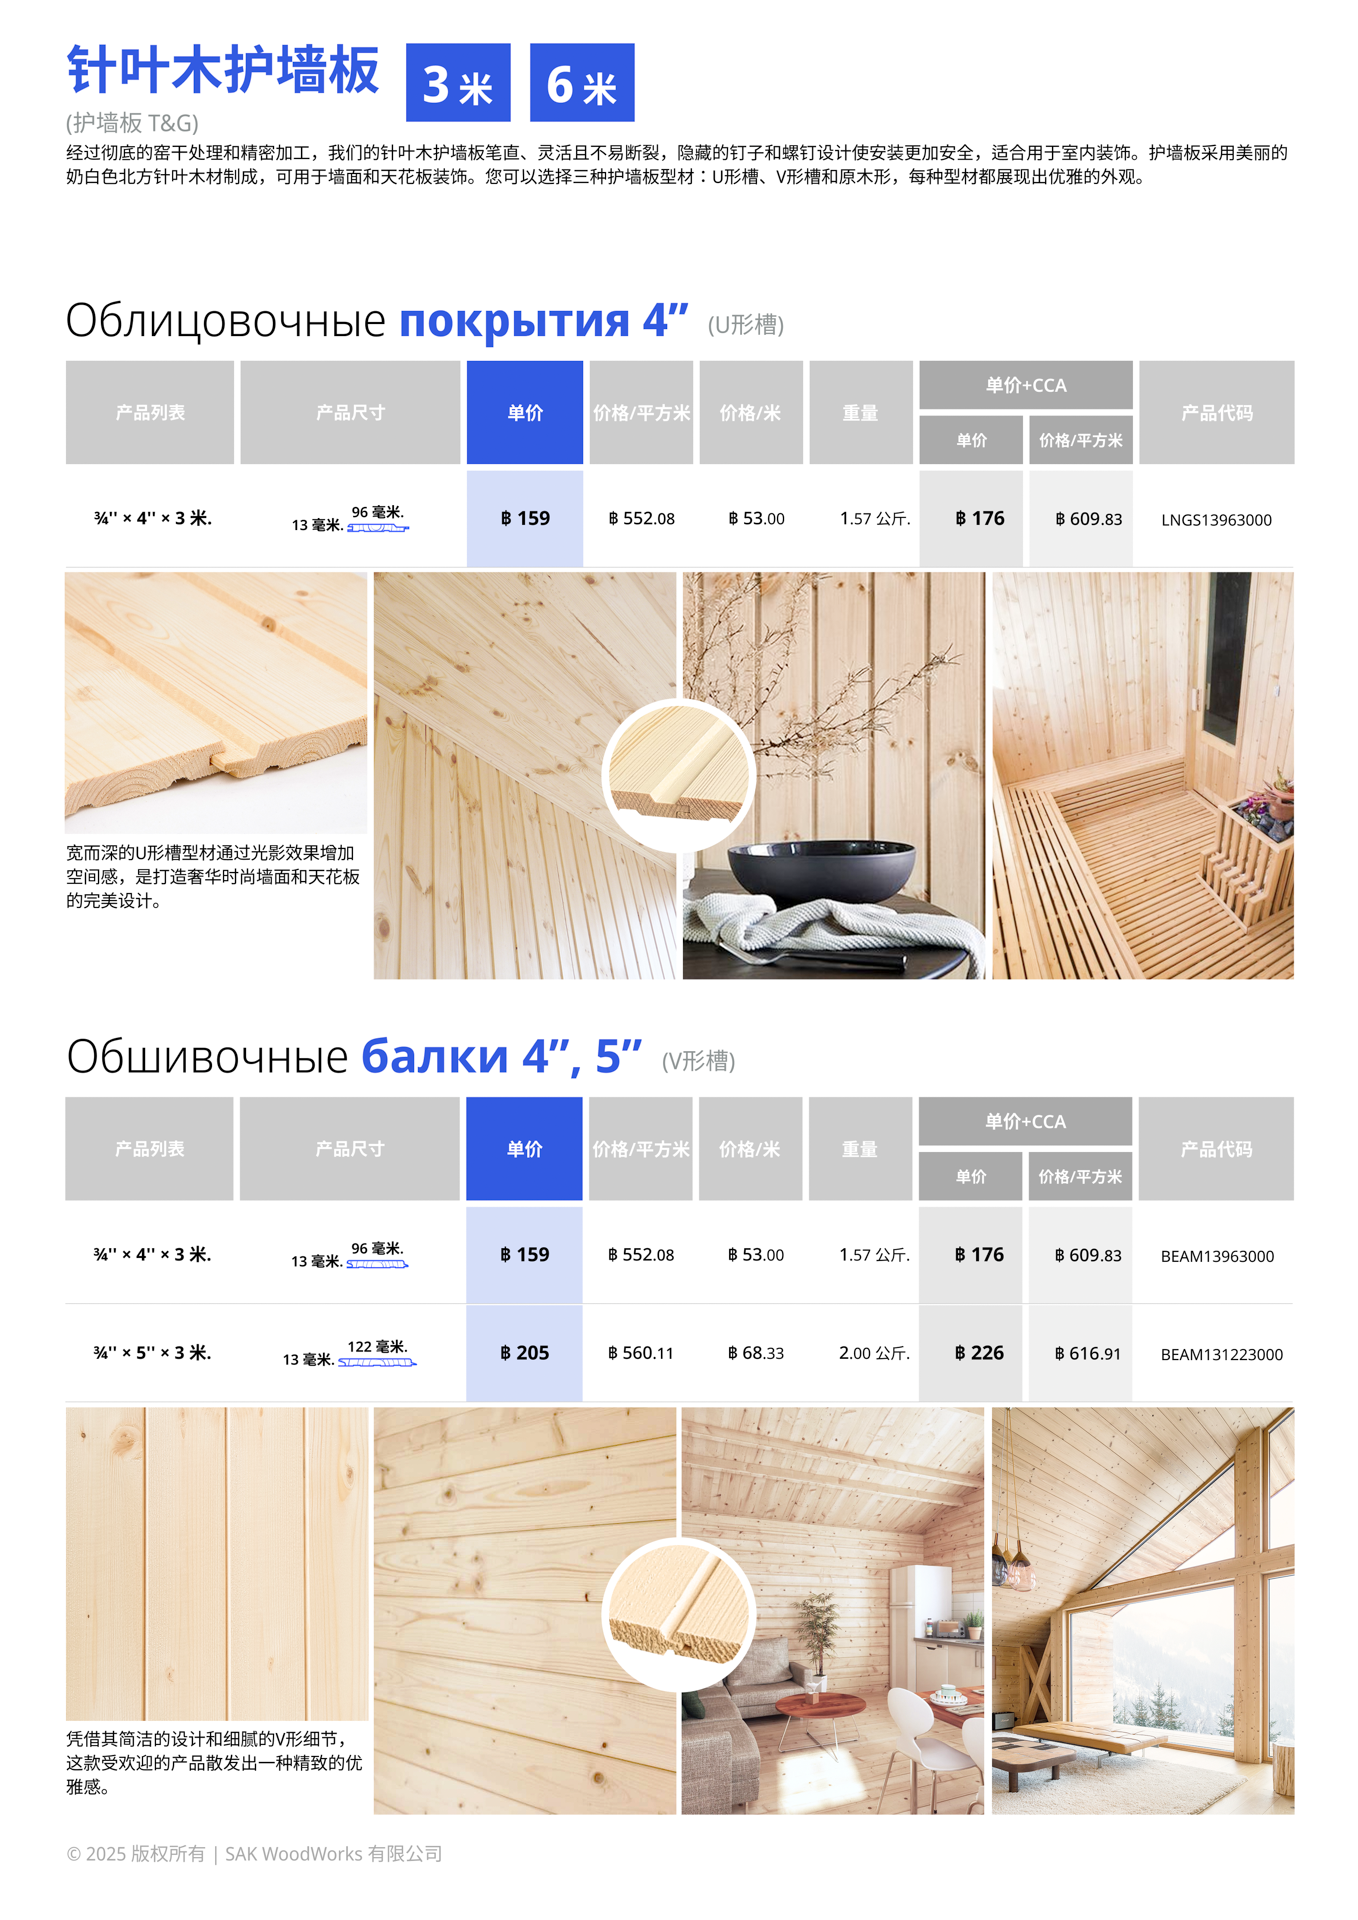 针叶木护墙板
3 米 6 米
(护墙板 T&G)
经过彻底的窑干处理和精密加工，我们的针叶木护墙板笔直、灵活且不易断裂，隐藏的钉子和螺钉设计使安装更加安全，适合用于室内装饰。护墙板采用美丽的
奶白色北方针叶木材制成，可用于墙面和天花板装饰。您可以选择三种护墙板型材：U形槽、V形槽和原木形，每种型材都展现出优雅的外观。
Облицовочные покрытия 4” (U形槽)
产品列表 产品尺寸 单价 价格/平方米 价格/米 重量 单价+CCA 产品代码
单价 价格/平方米
¾'' × 4'' × 3 米. 13 毫米. 96 毫米. ฿ 159 ฿ 552.08 ฿ 53.00 1.57 公斤. ฿ 176 ฿ 609.83 LNGS13963000
宽而深的U形槽型材通过光影效果增加
空间感，是打造奢华时尚墙面和天花板
的完美设计。
Обшивочные балки 4”, 5” (V形槽)
产品列表 产品尺寸 单价 价格/平方米 价格/米 重量 单价+CCA 产品代码
单价 价格/平方米
¾'' × 4'' × 3 米. 13 毫米. 96 毫米. ฿ 159 ฿ 552.08 ฿ 53.00 1.57 公斤. ฿ 176 ฿ 609.83 BEAM13963000
¾'' × 5'' × 3 米. 13 毫米. 122 毫米. ฿ 205 ฿ 560.11 ฿ 68.33 2.00 公斤. ฿ 226 ฿ 616.91 BEAM131223000
凭借其简洁的设计和细腻的V形细节，
这款受欢迎的产品散发出一种精致的优
雅感。
© 2025 版权所有 | SAK WoodWorks 有限公司